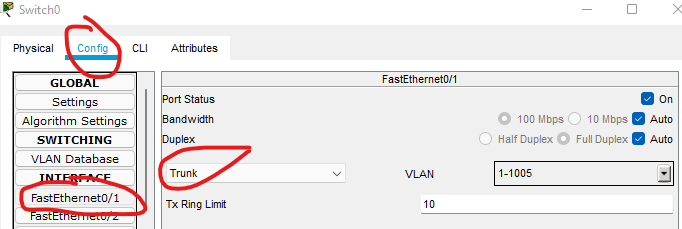 Switch0
Physical Config CLI Attributes
GLOBAL
Settings
Algorithm Settings
SWITCHING
VLAN Database
INTERFACE
FastEthernet0/1
FastEthernet0/2
FastEthernet0/1
Port Status On
Bandwidth 100 Mbps 10 Mbps Auto
Duplex Half Duplex Full Duplex Auto
Trunk VLAN 1-1005
Tx Ring Limit 10